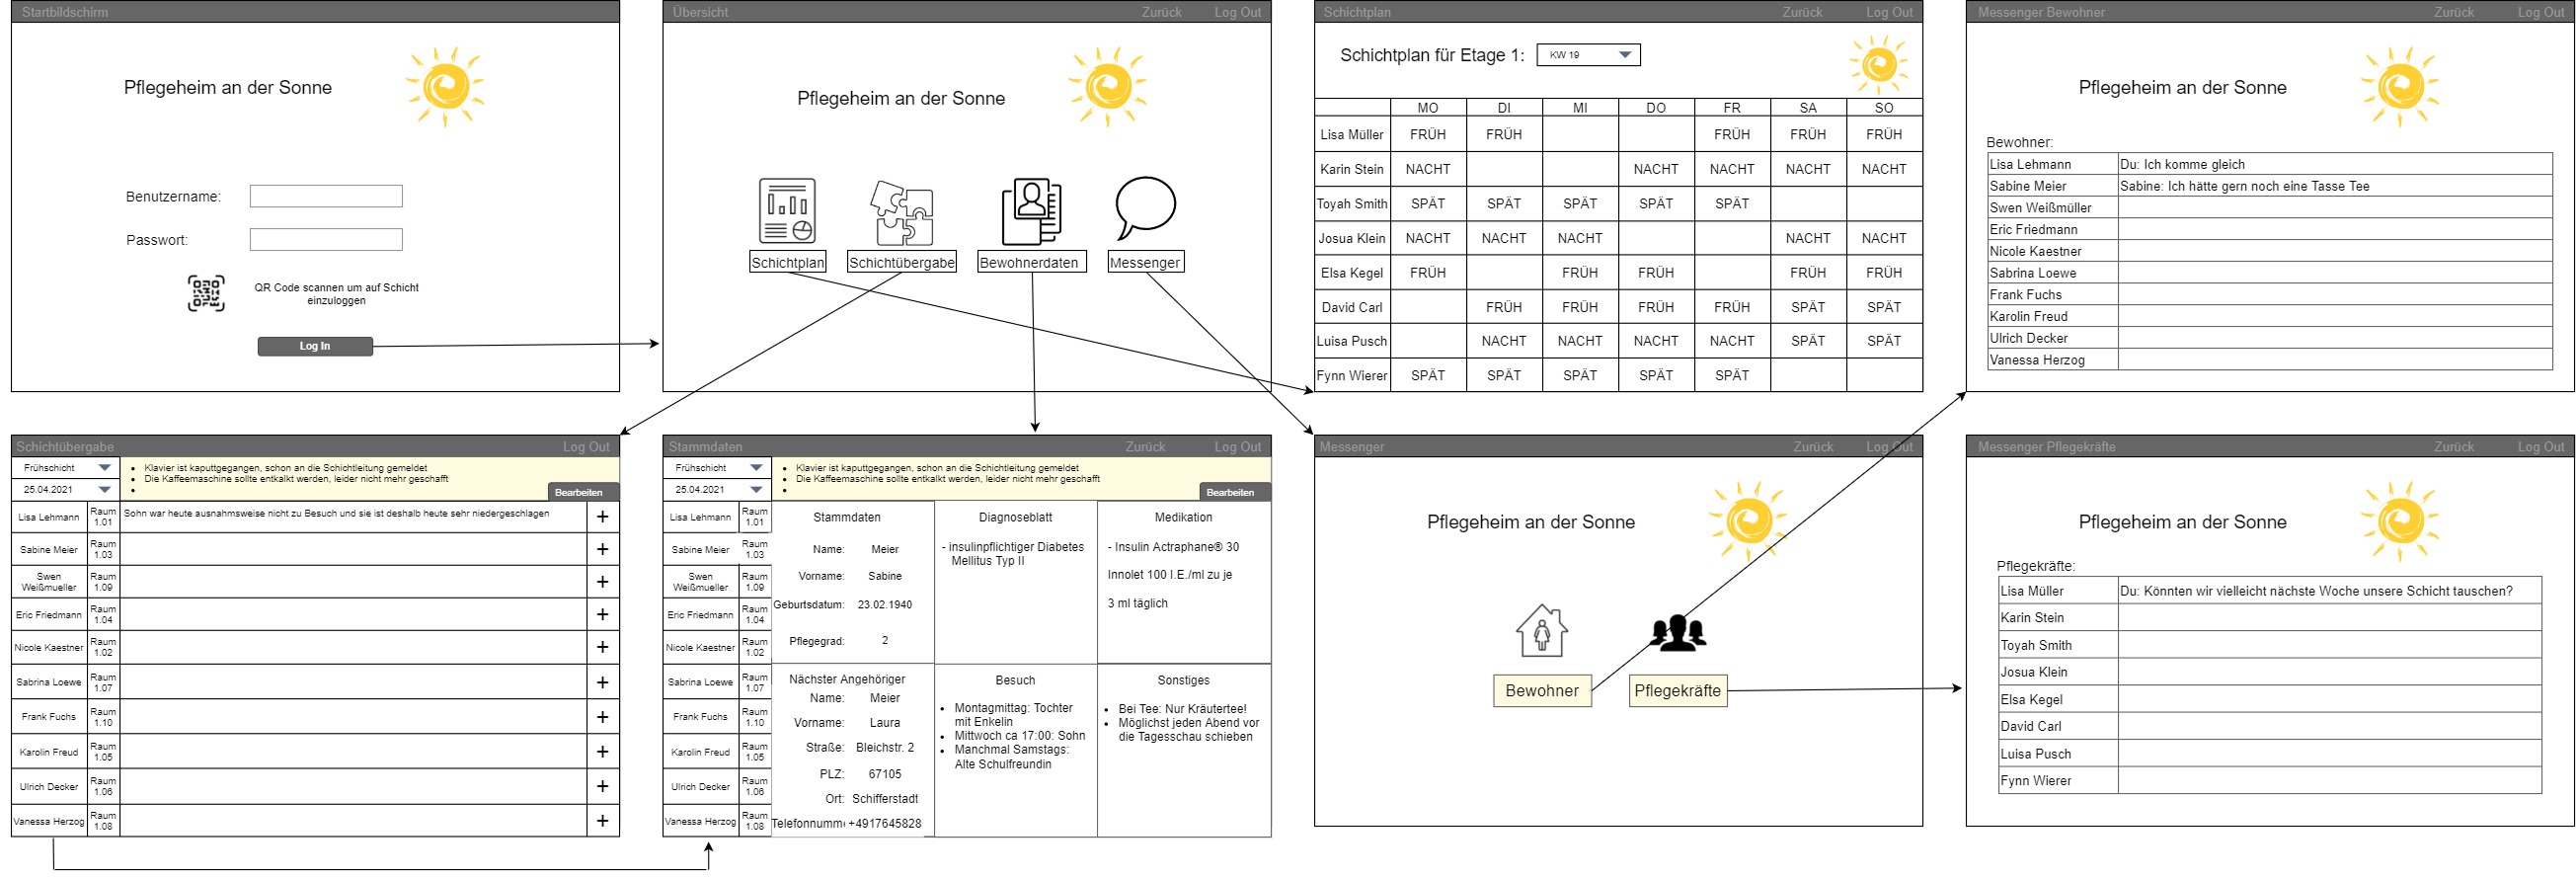 Startbildschirm
Pflegeheim an der Sonne
Benutzername:
Passwort:
QR Code scannen um auf Schicht
einzuloggen
Log In
Übersicht Zurück Log Out
Pflegeheim an der Sonne
Schichtplan Schichtübergabe Bewohnerdaten Messenger
Schichtplan Zurück Log Out
Schichtplan für Etage 1: KW 19
MO DI MI DO FR SA SO
Lisa Müller FRÜH FRÜH FRÜH FRÜH FRÜH
Karin Stein NACHT NACHT NACHT NACHT NACHT
Toyah Smith SPÄT SPÄT SPÄT SPÄT SPÄT
Josua Klein NACHT NACHT NACHT NACHT NACHT
Elsa Kegel FRÜH FRÜH FRÜH FRÜH FRÜH
David Carl FRÜH FRÜH FRÜH FRÜH SPÄT SPÄT
Luisa Pusch NACHT NACHT NACHT NACHT SPÄT SPÄT
Fynn Wierer SPÄT SPÄT SPÄT SPÄT SPÄT
Messenger Bewohner Zurück Log Out
Pflegeheim an der Sonne
Bewohner:
Lisa Lehmann Du: Ich komme gleich
Sabine Meier Sabine: Ich hätte gern noch eine Tasse Tee
Swen Weißmüller
Eric Friedmann
Nicole Kaestner
Sabrina Loewe
Frank Fuchs
Karolin Freud
Ulrich Decker
Vanessa Herzog
Schichtübergabe Log Out
Frühschicht
25.04.2021
• Klavier ist kaputtgegangen, schon an die Schichtleitung gemeldet
• Die Kaffeemaschine sollte entkalkt werden, leider nicht mehr geschafft
•
Bearbeiten
Lisa Lehmann Raum 1.01 Sohn war heute ausnahmsweise nicht zu Besuch und sie ist deshalb heute sehr niedergeschlagen +
Sabine Meier Raum 1.03 +
Swen Weißmueller Raum 1.09 +
Eric Friedmann Raum 1.04 +
Nicole Kaestner Raum 1.02 +
Sabrina Loewe Raum 1.07 +
Frank Fuchs Raum 1.10 +
Karolin Freud Raum 1.05 +
Ulrich Decker Raum 1.06 +
Vanessa Herzog Raum 1.08 +
Stammdaten Zurück Log Out
Frühschicht
25.04.2021
• Klavier ist kaputtgegangen, schon an die Schichtleitung gemeldet
• Die Kaffeemaschine sollte entkalkt werden, leider nicht mehr geschafft
•
Bearbeiten
Lisa Lehmann Raum 1.01
Sabine Meier Raum 1.03
Swen Weißmueller Raum 1.09
Eric Friedmann Raum 1.04
Nicole Kaestner Raum 1.02
Sabrina Loewe Raum 1.07
Frank Fuchs Raum 1.10
Karolin Freud Raum 1.05
Ulrich Decker Raum 1.06
Vanessa Herzog Raum 1.08
Stammdaten
Name: Meier
Vorname: Sabine
Geburtsdatum: 23.02.1940
Pflegegrad: 2
Diagnoseblatt
- insulinpflichtiger Diabetes
Mellitus Typ II
Medikation
- Insulin Actraphane® 30
Innolet 100 I.E./ml zu je
3 ml täglich
Nächster Angehöriger
Name: Meier
Vorname: Laura
Straße: Bleichstr. 2
PLZ: 67105
Ort: Schifferstadt
Telefonnumm +4917645828
Besuch
• Montagmittag: Tochter
mit Enkelin
• Mittwoch ca 17:00: Sohn
• Manchmal Samstags:
Alte Schulfreundin
Sonstiges
• Bei Tee: Nur Kräutertee!
• Möglichst jeden Abend vor
die Tagesschau schieben
Messenger Zurück Log Out
Pflegeheim an der Sonne
Bewohner Pflegekräfte
Messenger Pflegekräfte Zurück Log Out
Pflegeheim an der Sonne
Pflegekräfte:
Lisa Müller Du: Könnten wir vielleicht nächste Woche unsere Schicht tauschen?
Karin Stein
Toyah Smith
Josua Klein
Elsa Kegel
David Carl
Luisa Pusch
Fynn Wierer